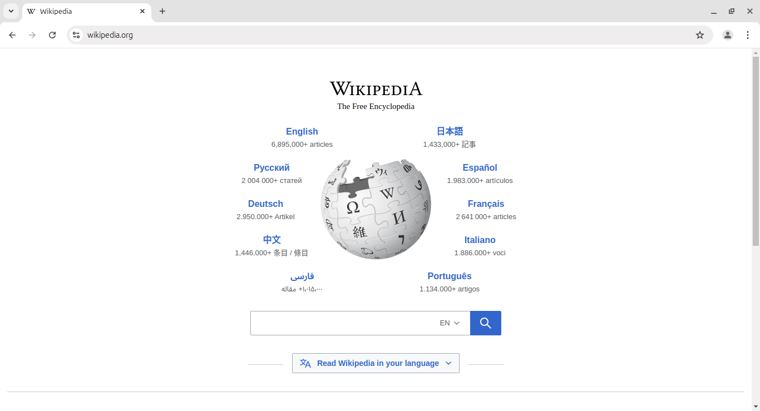 Wikipedia
wikipedia.org
WIKIPEDIA
The Free Encyclopedia
English
6,895,000+ articles
日本語
1,433,000+ 記事
Русский
2 004 000+ статей
Español
1.983.000+ artículos
Deutsch
2.950.000+ Artikel
Français
2 641 000+ articles
中文
1,446,000+ 条目 / 條目
Italiano
1.886.000+ voci
فارسی
Português
1.134.000+ artigos
Ω
W
И
維
ウィ
EN
Read Wikipedia in your language